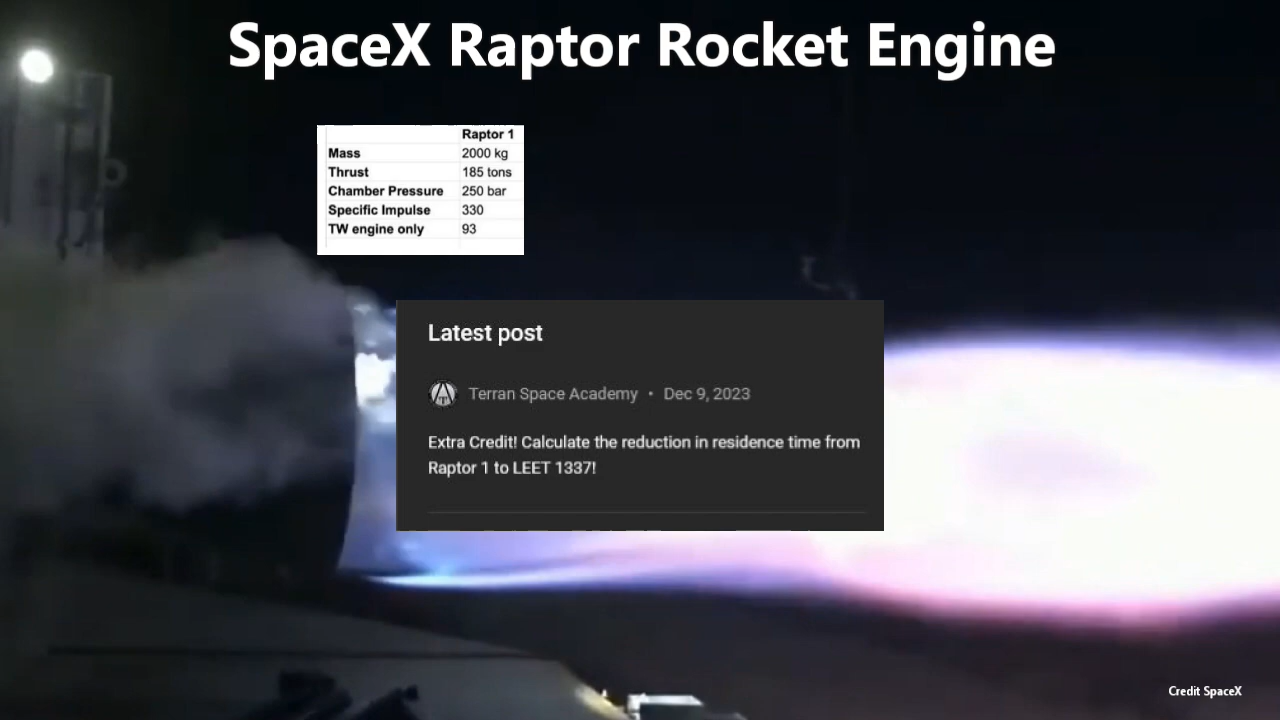 SpaceX Raptor Rocket Engine
Raptor 1
Mass 2000 kg
Thrust 185 tons
Chamber Pressure 250 bar
Specific Impulse 330
TW engine only 93
Latest post
Terran Space Academy • Dec 9, 2023
Extra Credit! Calculate the reduction in residence time from
Raptor 1 to LEET 1337!
Credit SpaceX